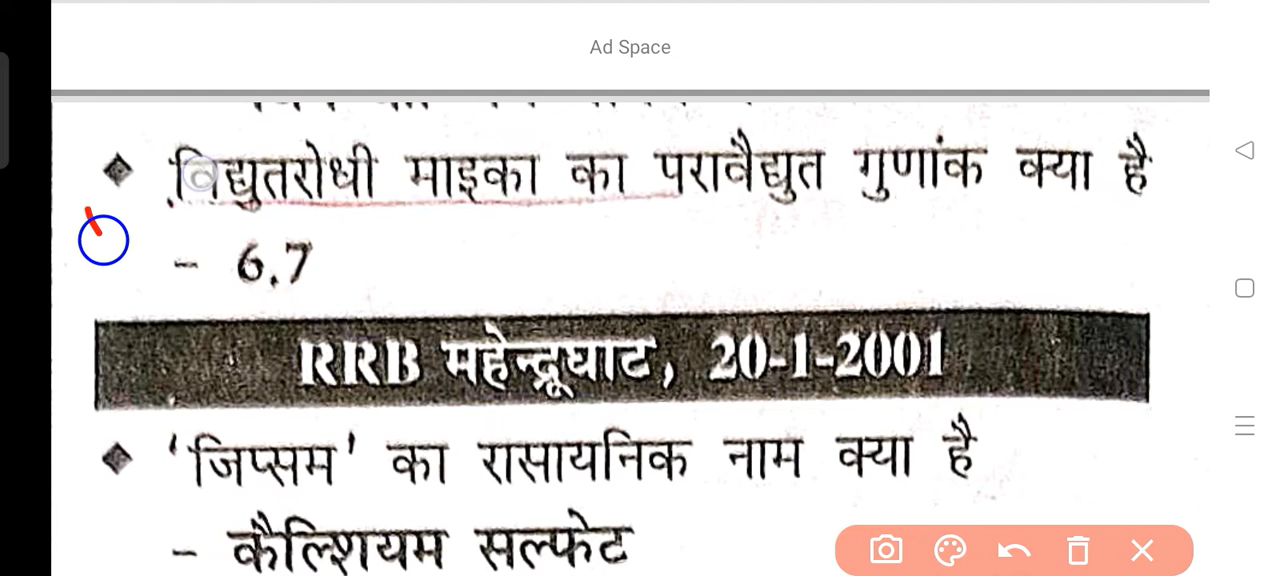 Ad Space
विद्युतरोधी माइका का परावैद्युत गुणांक क्या है
- 6.7
RRB महेन्द्रूघाट, 20-1-2001
'जिप्सम' का रासायनिक नाम क्या है
- कैल्शियम सल्फेट